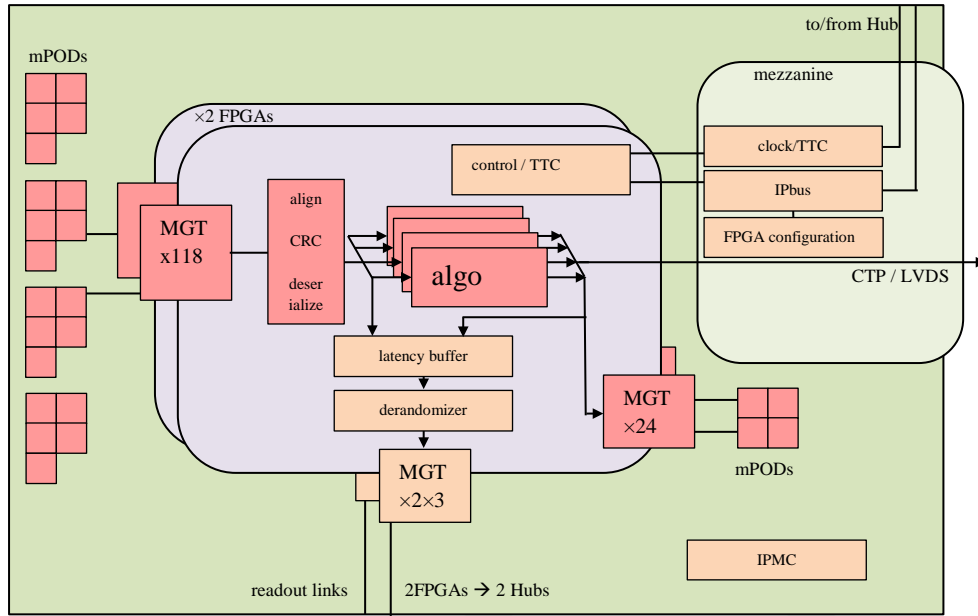 to/from Hub
mPODs
mezzanine
×2 FPGAs
clock/TTC
control / TTC
IPbus
align
MGT
x118
CRC
FPGA configuration
algo
CTP / LVDS
deser
ialize
latency buffer
derandomizer
MGT
×24
MGT
×2×3
mPODs
IPMC
readout links
2FPGAs → 2 Hubs